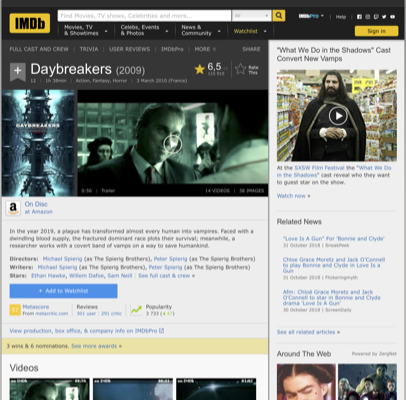 IMDb
Find Movies, TV shows, Celebrities and more...
All
IMDbPro
Help
Movies, TV
& Showtimes
Celebs, Events
& Photos
News &
Community
Watchlist
Sign in
FULL CAST AND CREW | TRIVIA | USER REVIEWS | IMDbPro | MORE
SHARE
Daybreakers (2009)
12 | 1h 38min | Action, Fantasy, Horror | 3 March 2010 (France)
6,5
Rate
This
DAYBREAKERS
0:56 | Trailer
14 VIDEOS | 58 IMAGES
On Disc
at Amazon
In the year 2019, a plague has transformed almost every human into vampires. Faced with a
dwindling blood supply, the fractured dominant race plots their survival; meanwhile, a
researcher works with a covert band of vamps on a way to save humankind.
Directors: Michael Spierig (as The Spierig Brothers), Peter Spierig (as The Spierig Brothers)
Writers: Michael Spierig (as The Spierig Brothers), Peter Spierig (as The Spierig Brothers)
Stars: Ethan Hawke, Willem Dafoe, Sam Neill | See full cast & crew »
+ Add to Watchlist
57
Metascore
From metacritic.com
Reviews
301 user | 291 critic
Popularity
3 733
View production, box office, & company info on IMDbPro
3 wins & 6 nominations. See more awards »
Videos
"What We Do in the Shadows" Cast
Convert New Vamps
At the SXSW Film Festival the "What We Do
in the Shadows" cast reveal who they want
to guest star on the show.
Watch now »
Related News
"Love Is A Gun" For 'Bonnie and Clyde'
31 October 2018 | SneakPeek
Chloë Grace Moretz and Jack O'Connell
to play Bonnie and Clyde in Love Is a
Gun
31 October 2018 | Flickeringmyth
Afm: Chloë Grace Moretz and Jack
O'Connell to star in Bonnie and Clyde
drama 'Love Is a Gun'
30 October 2018 | ScreenDaily
See all related articles »
Around The Web
Powered by ZergNet